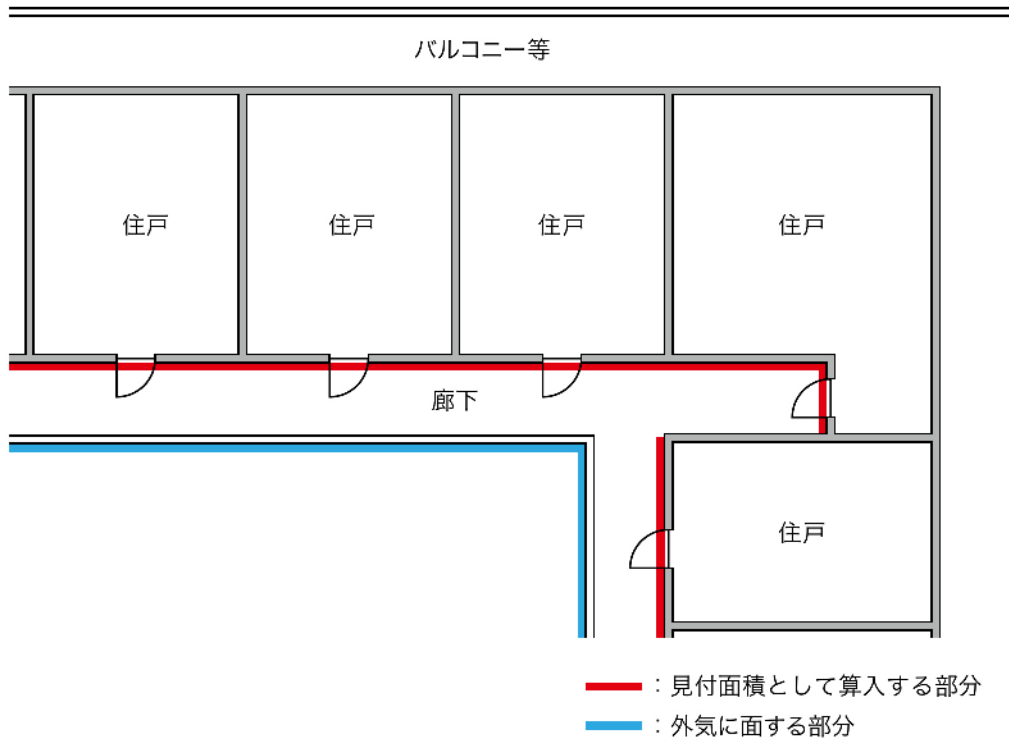 バルコニー等
住戸
住戸
住戸
住戸
廊下
住戸
：見付面積として算入する部分
：外気に面する部分